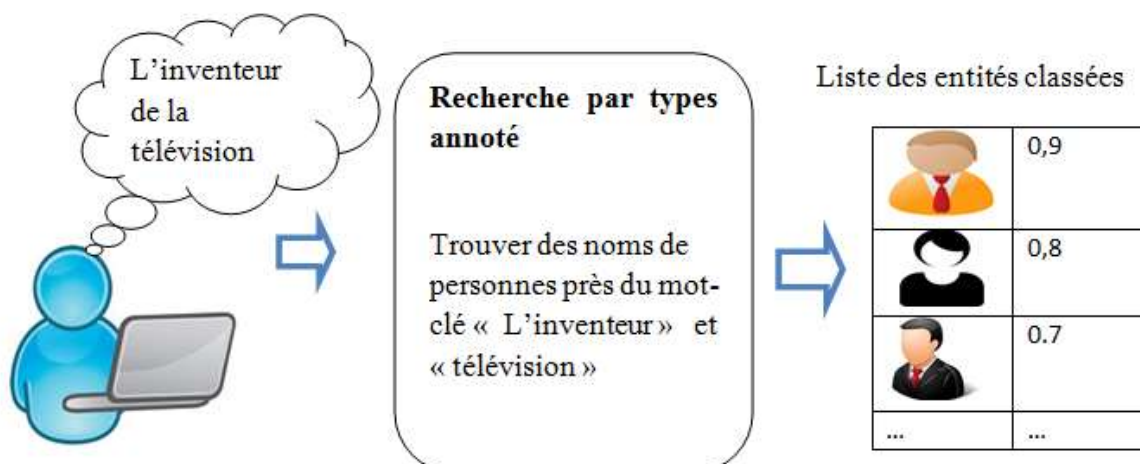 L’inventeur
de la
télévision
Recherche par types
annoté
Trouver des noms de
personnes près du mot-
clé « L’inventeur » et
« télévision »
Liste des entités classées
0,9
0,8
0.7
... ...